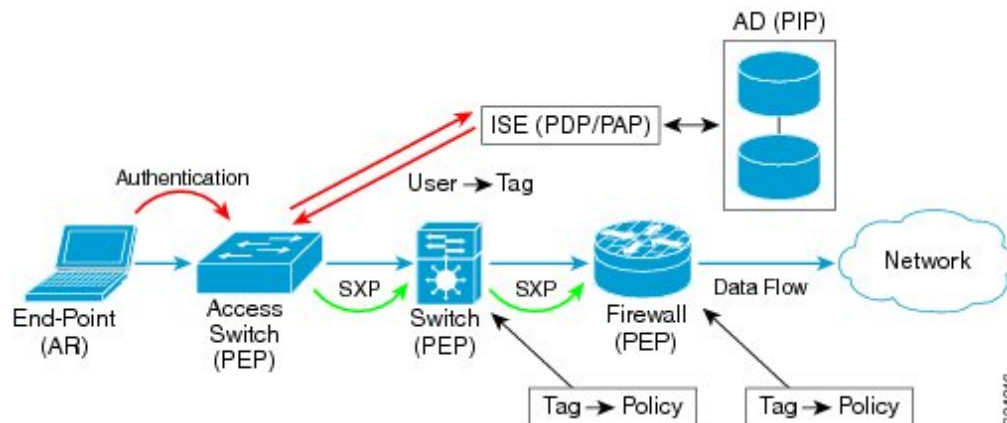 AD (PIP)
ISE (PDP/PAP)
Authentication
User → Tag
SXP
SXP
Data Flow
Network
End-Point
(AR)
Access
Switch
(PEP)
Switch
(PEP)
Firewall
(PEP)
Tag → Policy
Tag → Policy